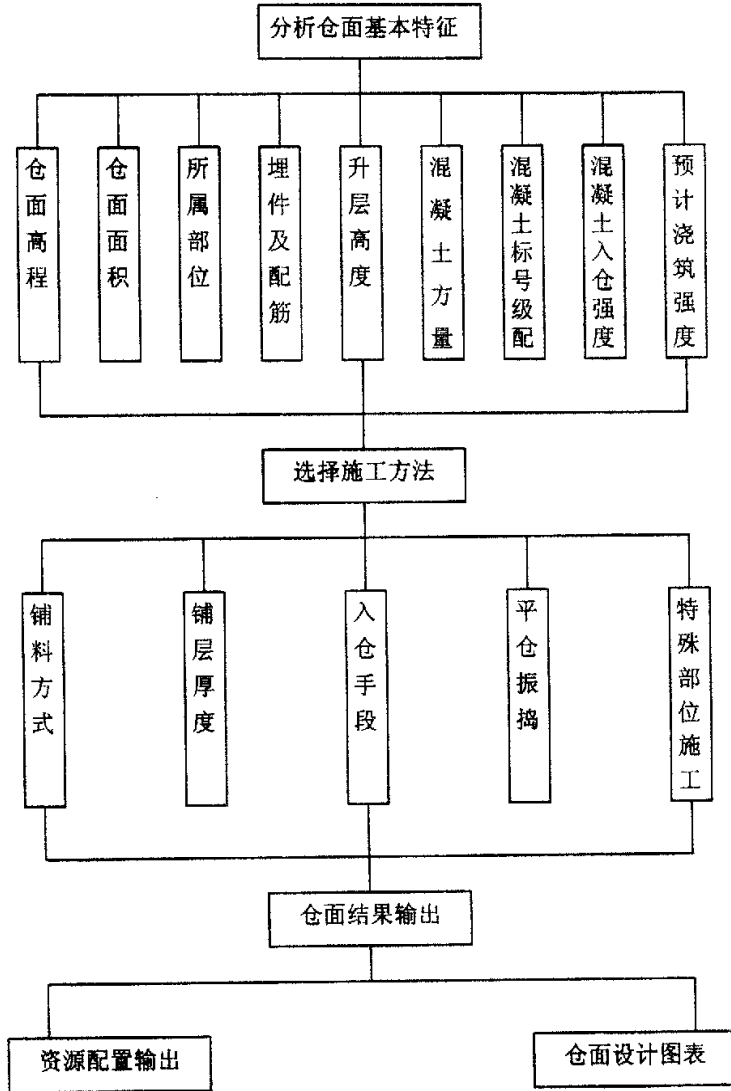 分析仓面基本特征
仓面高程
仓面面积
所属部位
埋件及配筋
升层高度
混凝土方量
混凝土标号级配
混凝土入仓强度
预计浇筑强度
选择施工方法
铺料方式
铺层厚度
入仓手段
平仓振捣
特殊部位施工
仓面结果输出
资源配置输出
仓面设计图表